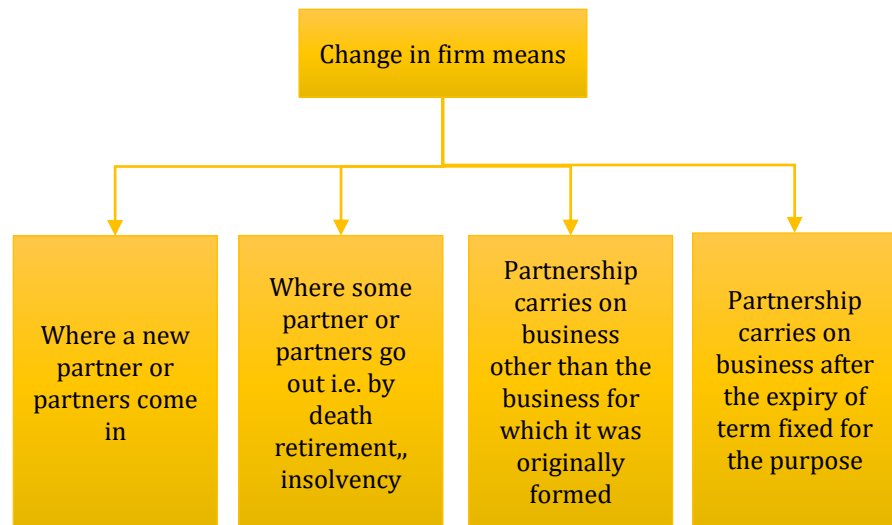 Change in firm means
Where a new
partner or
partners come
in
Where some
partner or
partners go
out i.e. by
death
retirement,,
insolvency
Partnership
carries on
business
other than the
business for
which it was
originally
formed
Partnership
carries on
business after
the expiry of
term fixed for
the purpose